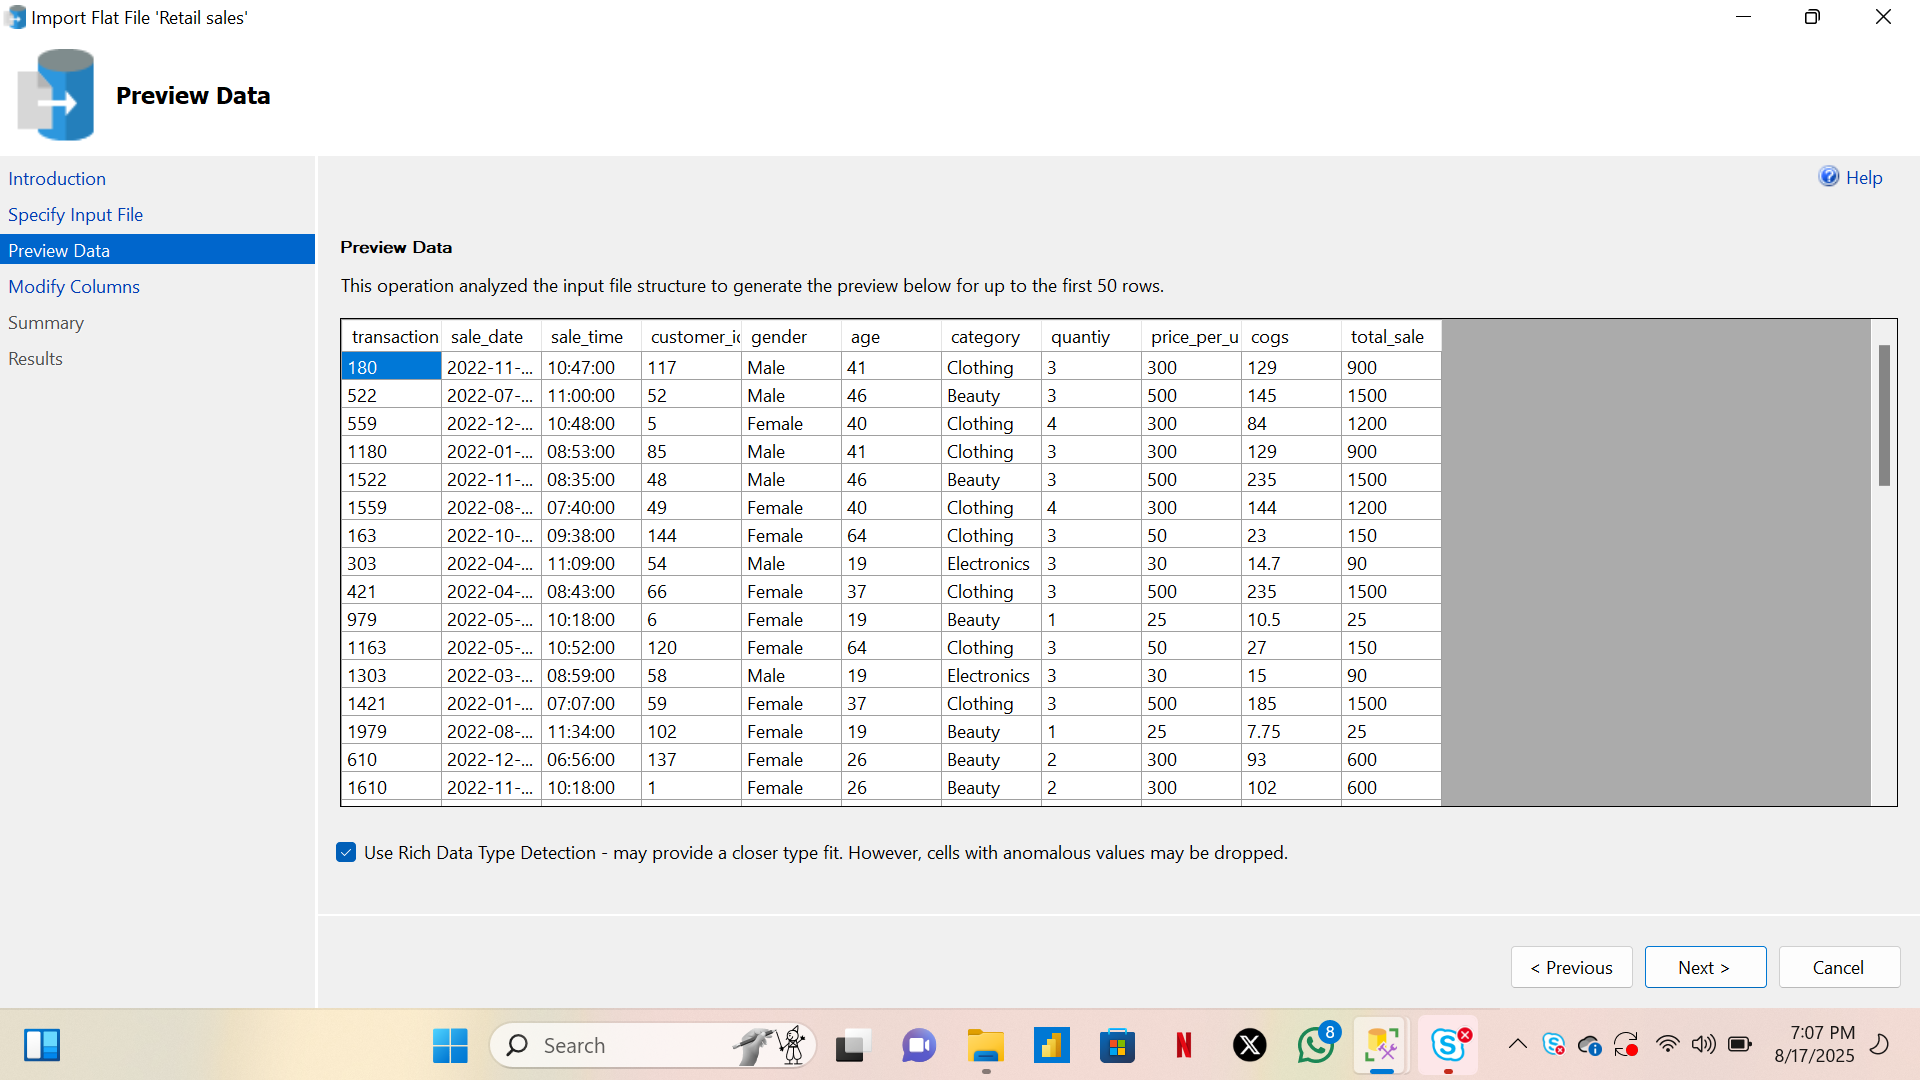 Import Flat File 'Retail sales'
Preview Data
Introduction
Specify Input File
Preview Data
Modify Columns
Summary
Results
Help
Preview Data
This operation analyzed the input file structure to generate the preview below for up to the first 50 rows.
transaction sale_date sale_time customer_ic gender age category quantiy price_per_u cogs total_sale
180 2022-11-... 10:47:00 117 Male 41 Clothing 3 300 129 900
522 2022-07-... 11:00:00 52 Male 46 Beauty 3 500 145 1500
559 2022-12-... 10:48:00 5 Female 40 Clothing 4 300 84 1200
1180 2022-01-... 08:53:00 85 Male 41 Clothing 3 300 129 900
1522 2022-11-... 08:35:00 48 Male 46 Beauty 3 500 235 1500
1559 2022-08-... 07:40:00 49 Female 40 Clothing 4 300 144 1200
163 2022-10-... 09:38:00 144 Female 64 Clothing 3 50 23 150
303 2022-04-... 11:09:00 54 Male 19 Electronics 3 30 14.7 90
421 2022-04-... 08:43:00 66 Female 37 Clothing 3 500 235 1500
979 2022-05-... 10:18:00 6 Female 19 Beauty 1 25 10.5 25
1163 2022-05-... 10:52:00 120 Female 64 Clothing 3 50 27 150
1303 2022-03-... 08:59:00 58 Male 19 Electronics 3 30 15 90
1421 2022-01-... 07:07:00 59 Female 37 Clothing 3 500 185 1500
1979 2022-08-... 11:34:00 102 Female 19 Beauty 1 25 7.75 25
610 2022-12-... 06:56:00 137 Female 26 Beauty 2 300 93 600
1610 2022-11-... 10:18:00 1 Female 26 Beauty 2 300 102 600
Use Rich Data Type Detection - may provide a closer type fit. However, cells with anomalous values may be dropped.
< Previous Next > Cancel
Search
N
X
8
S
7:07 PM
8/17/2025